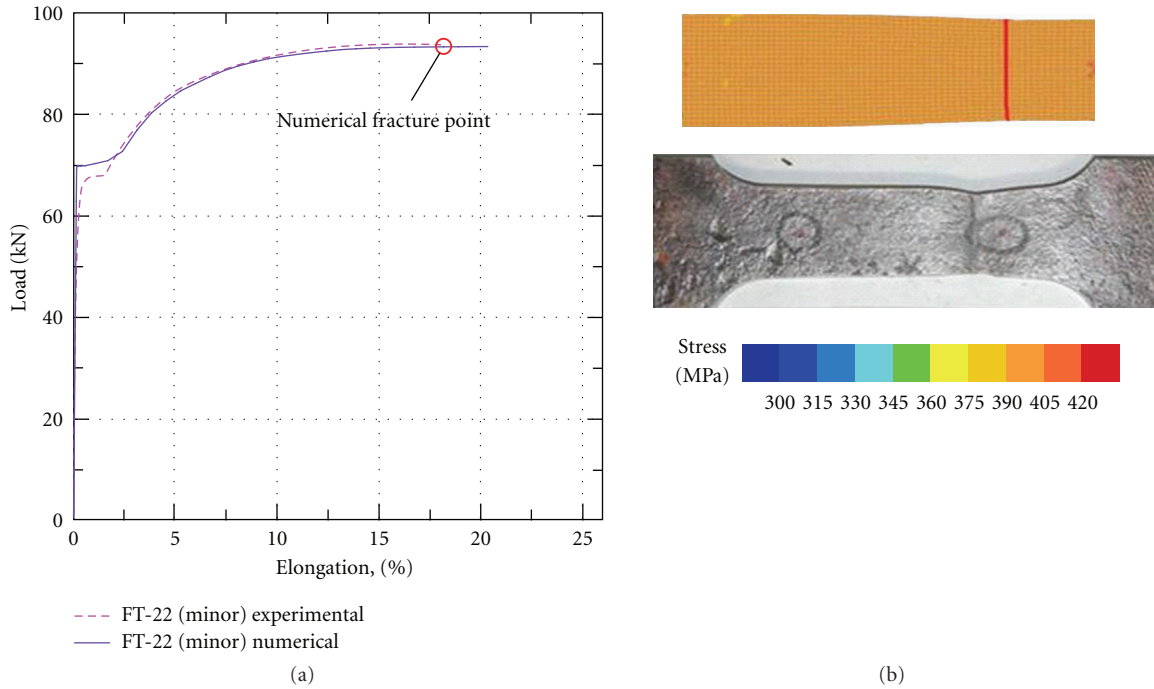 100
80
60
40
20
0
Load (kN)
Numerical fracture point
0 5 10 15 20 25
Elongation, (%)
FT-22 (minor) experimental
FT-22 (minor) numerical
(a)
Stress
(MPa)
300 315 330 345 360 375 390 405 420
(b)